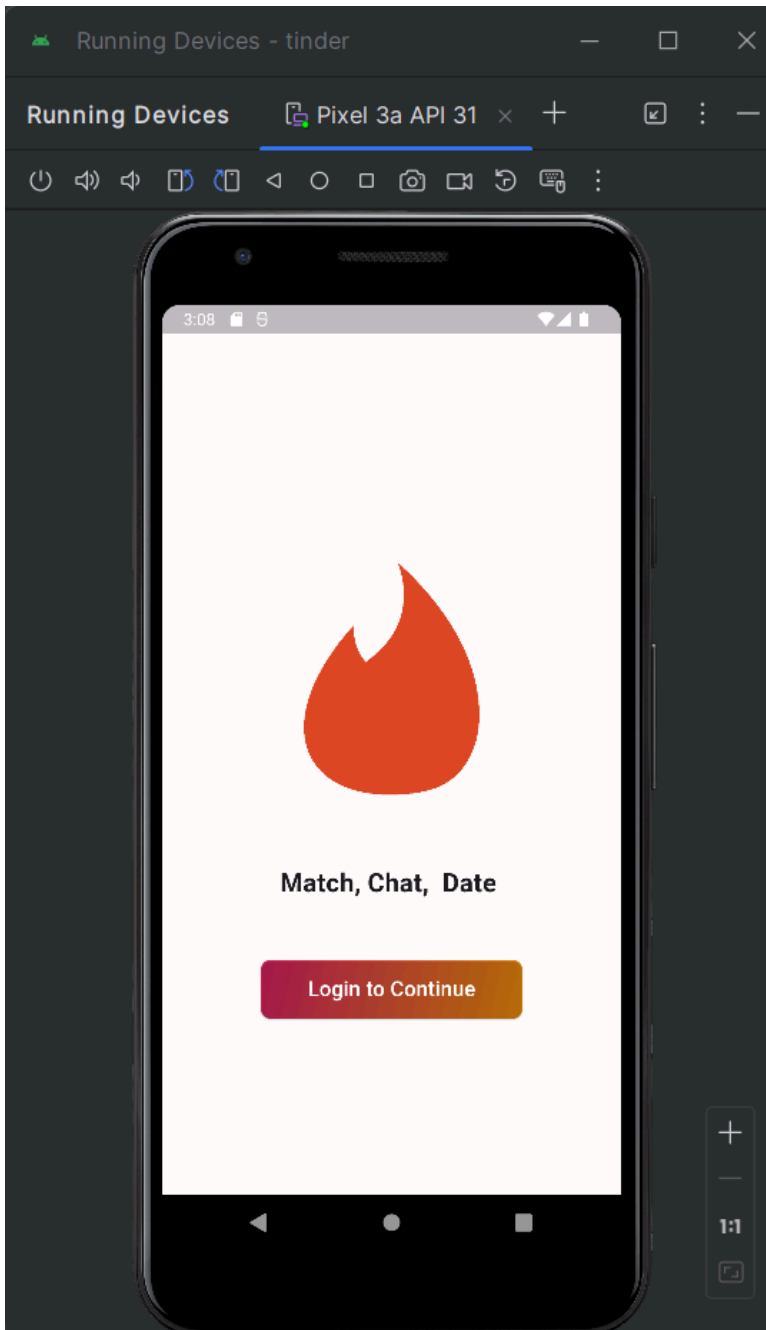 Running Devices - tinder
Running Devices
Pixel 3a API 31
3:08
Match, Chat,  Date
Login to Continue
1:1